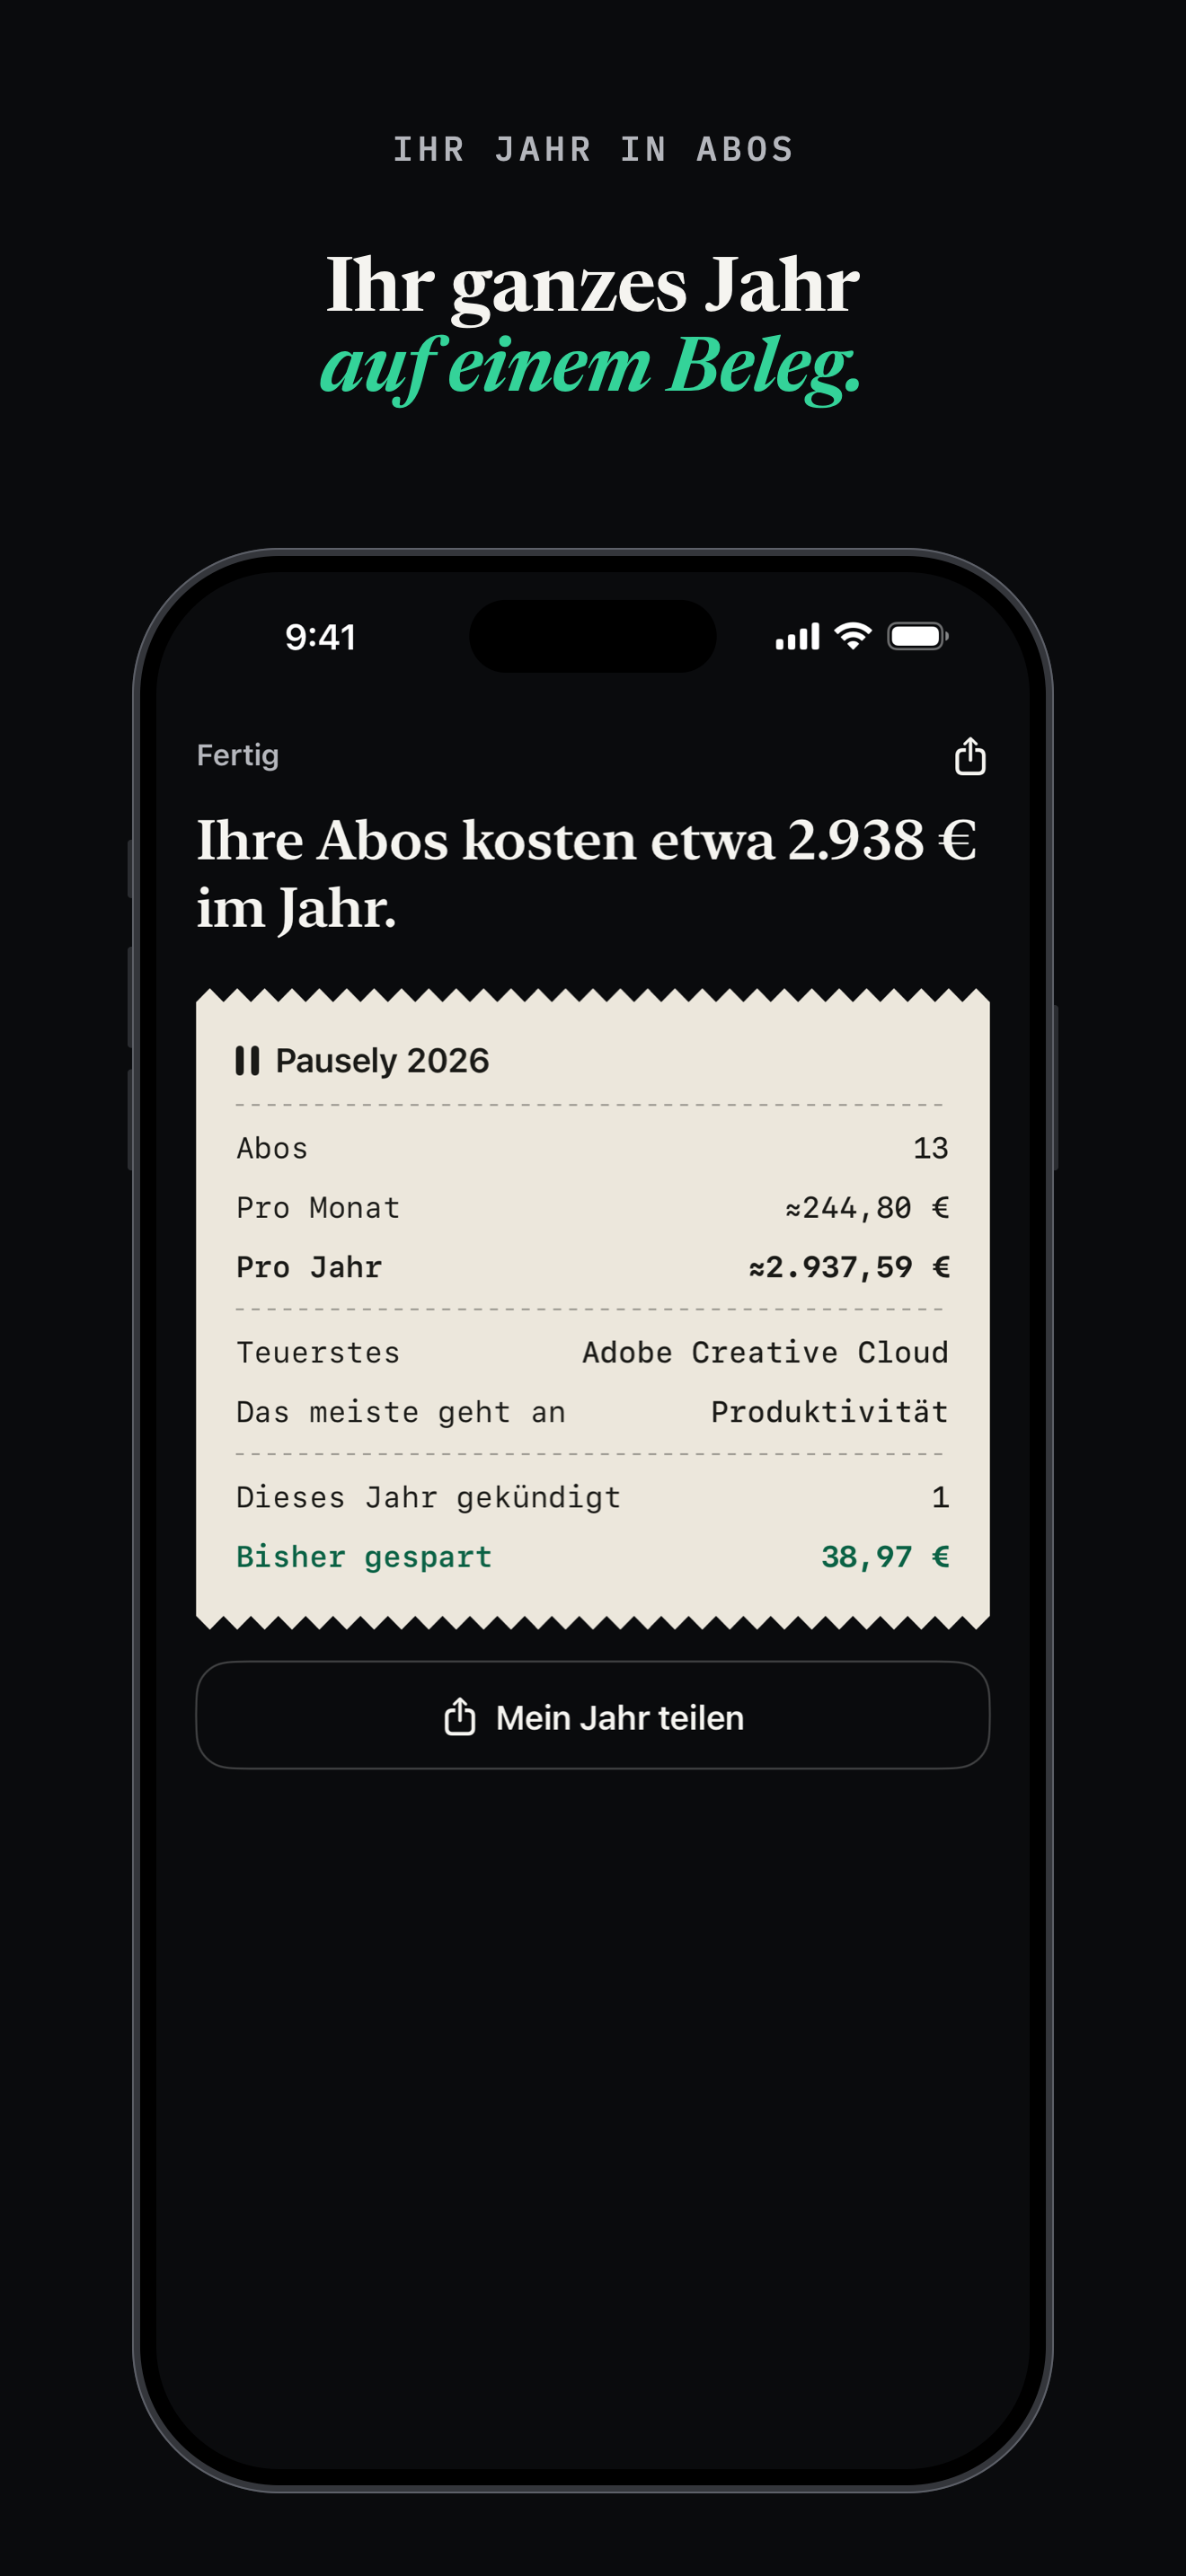 IHR JAHR IN ABOS
Ihr ganzes Jahr
auf einem Beleg.
9:41
Fertig
Ihre Abos kosten etwa 2.938 €
im Jahr.
Pausely 2026
Abos 13
Pro Monat ≈244,80 €
Pro Jahr ≈2.937,59 €
Teuerstes Adobe Creative Cloud
Das meiste geht an Produktivität
Dieses Jahr gekündigt 1
Bisher gespart 38,97 €
Mein Jahr teilen